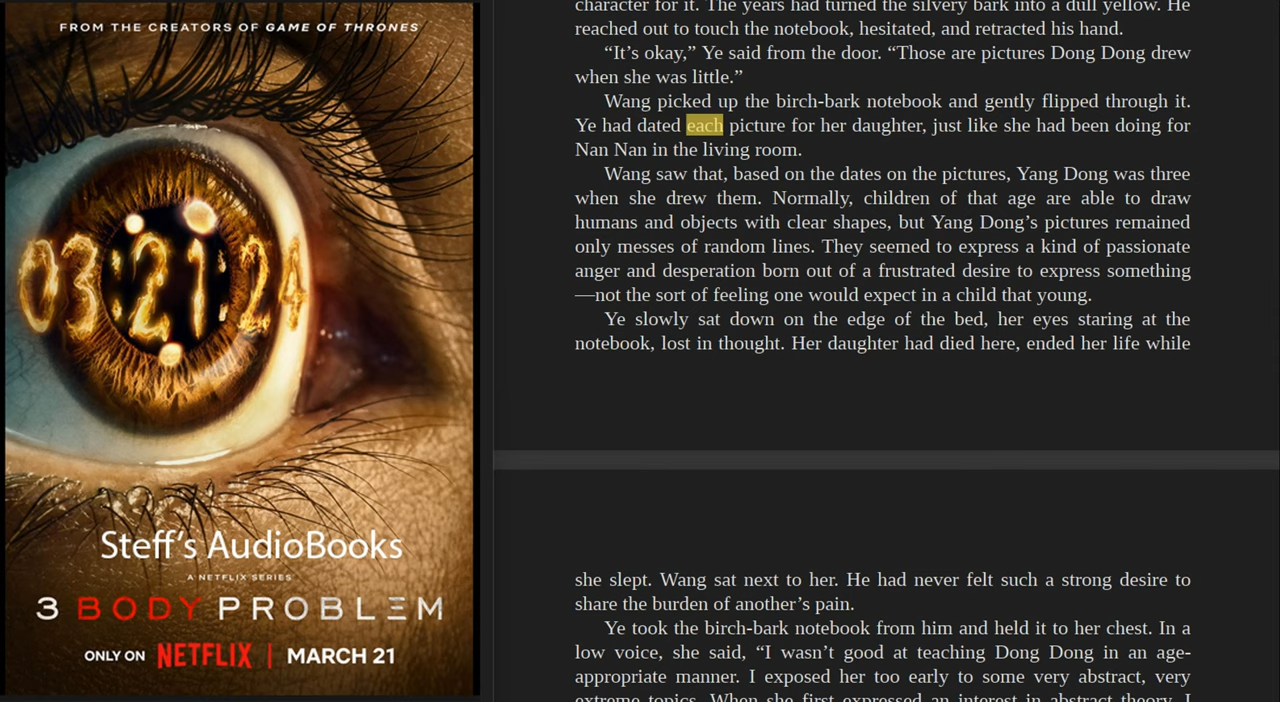 FROM THE CREATORS OF GAME OF THRONES
03:21:24
Steff's AudioBooks
A NETFLIX SERIES
3 BODY PROBLEM
ONLY ON NETFLIX | MARCH 21
character for it. The years had turned the silvery bark into a dull yellow. He
reached out to touch the notebook, hesitated, and retracted his hand.
“It’s okay,” Ye said from the door. “Those are pictures Dong Dong drew
when she was little.”
Wang picked up the birch-bark notebook and gently flipped through it.
Ye had dated each picture for her daughter, just like she had been doing for
Nan Nan in the living room.
Wang saw that, based on the dates on the pictures, Yang Dong was three
when she drew them. Normally, children of that age are able to draw
humans and objects with clear shapes, but Yang Dong’s pictures remained
only messes of random lines. They seemed to express a kind of passionate
anger and desperation born out of a frustrated desire to express something
—not the sort of feeling one would expect in a child that young.
Ye slowly sat down on the edge of the bed, her eyes staring at the
notebook, lost in thought. Her daughter had died here, ended her life while
she slept. Wang sat next to her. He had never felt such a strong desire to
share the burden of another’s pain.
Ye took the birch-bark notebook from him and held it to her chest. In a
low voice, she said, “I wasn’t good at teaching Dong Dong in an age-
appropriate manner. I exposed her too early to some very abstract, very
extreme topics. When she first expressed an interest in abstract theory, I